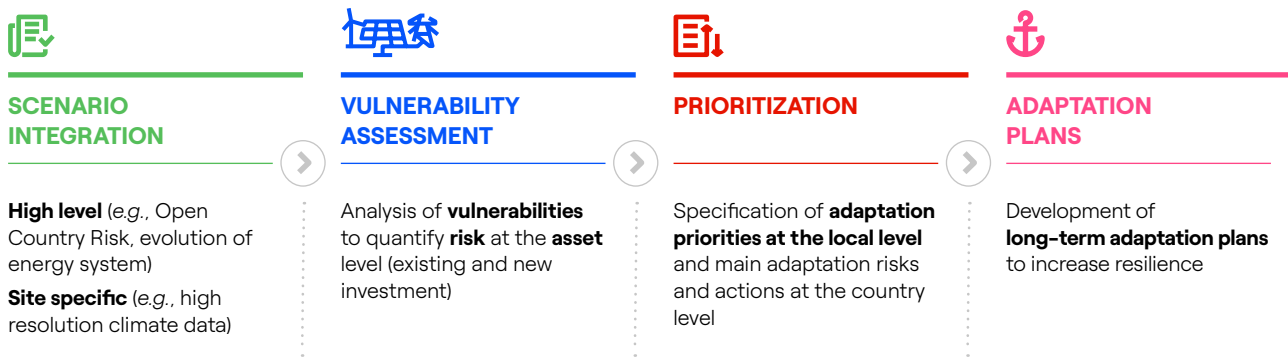 SCENARIO
INTEGRATION
High level (e.g., Open
Country Risk, evolution of
energy system)
Site specific (e.g., high
resolution climate data)
VULNERABILITY
ASSESSMENT
Analysis of vulnerabilities
to quantify risk at the asset
level (existing and new
investment)
PRIORITIZATION
Specification of adaptation
priorities at the local level
and main adaptation risks
and actions at the country
level
ADAPTATION
PLANS
Development of
long-term adaptation plans
to increase resilience